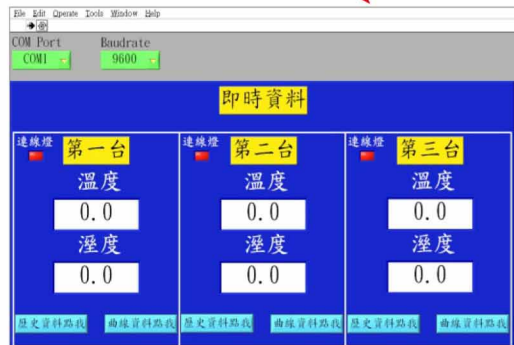 File Edit Operate Tools Window Help
COM Port Baudrate
COM1 9600
即時資料
連線燈 第一台 連線燈 第二台 連線燈 第三台
溫度 溫度 溫度
0.0 0.0 0.0
溼度 溼度 溼度
0.0 0.0 0.0
歷史資料點我 曲線資料點我 歷史資料點我 曲線資料點我 歷史資料點我 曲線資料點我